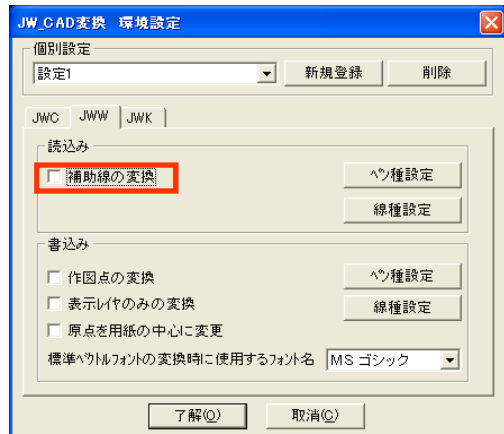 JW_CAD変換 環境設定
個別設定
設定1 新規登録 削除
JWC JWW JWK
読込み
補助線の変換 ペン種設定
線種設定
書込み
作図点の変換 ペン種設定
表示レイヤのみの変換 線種設定
原点を用紙の中心に変更
標準ベクトルフォントの変換時に使用するフォント名 MS ゴシック
了解(O) 取消(C)